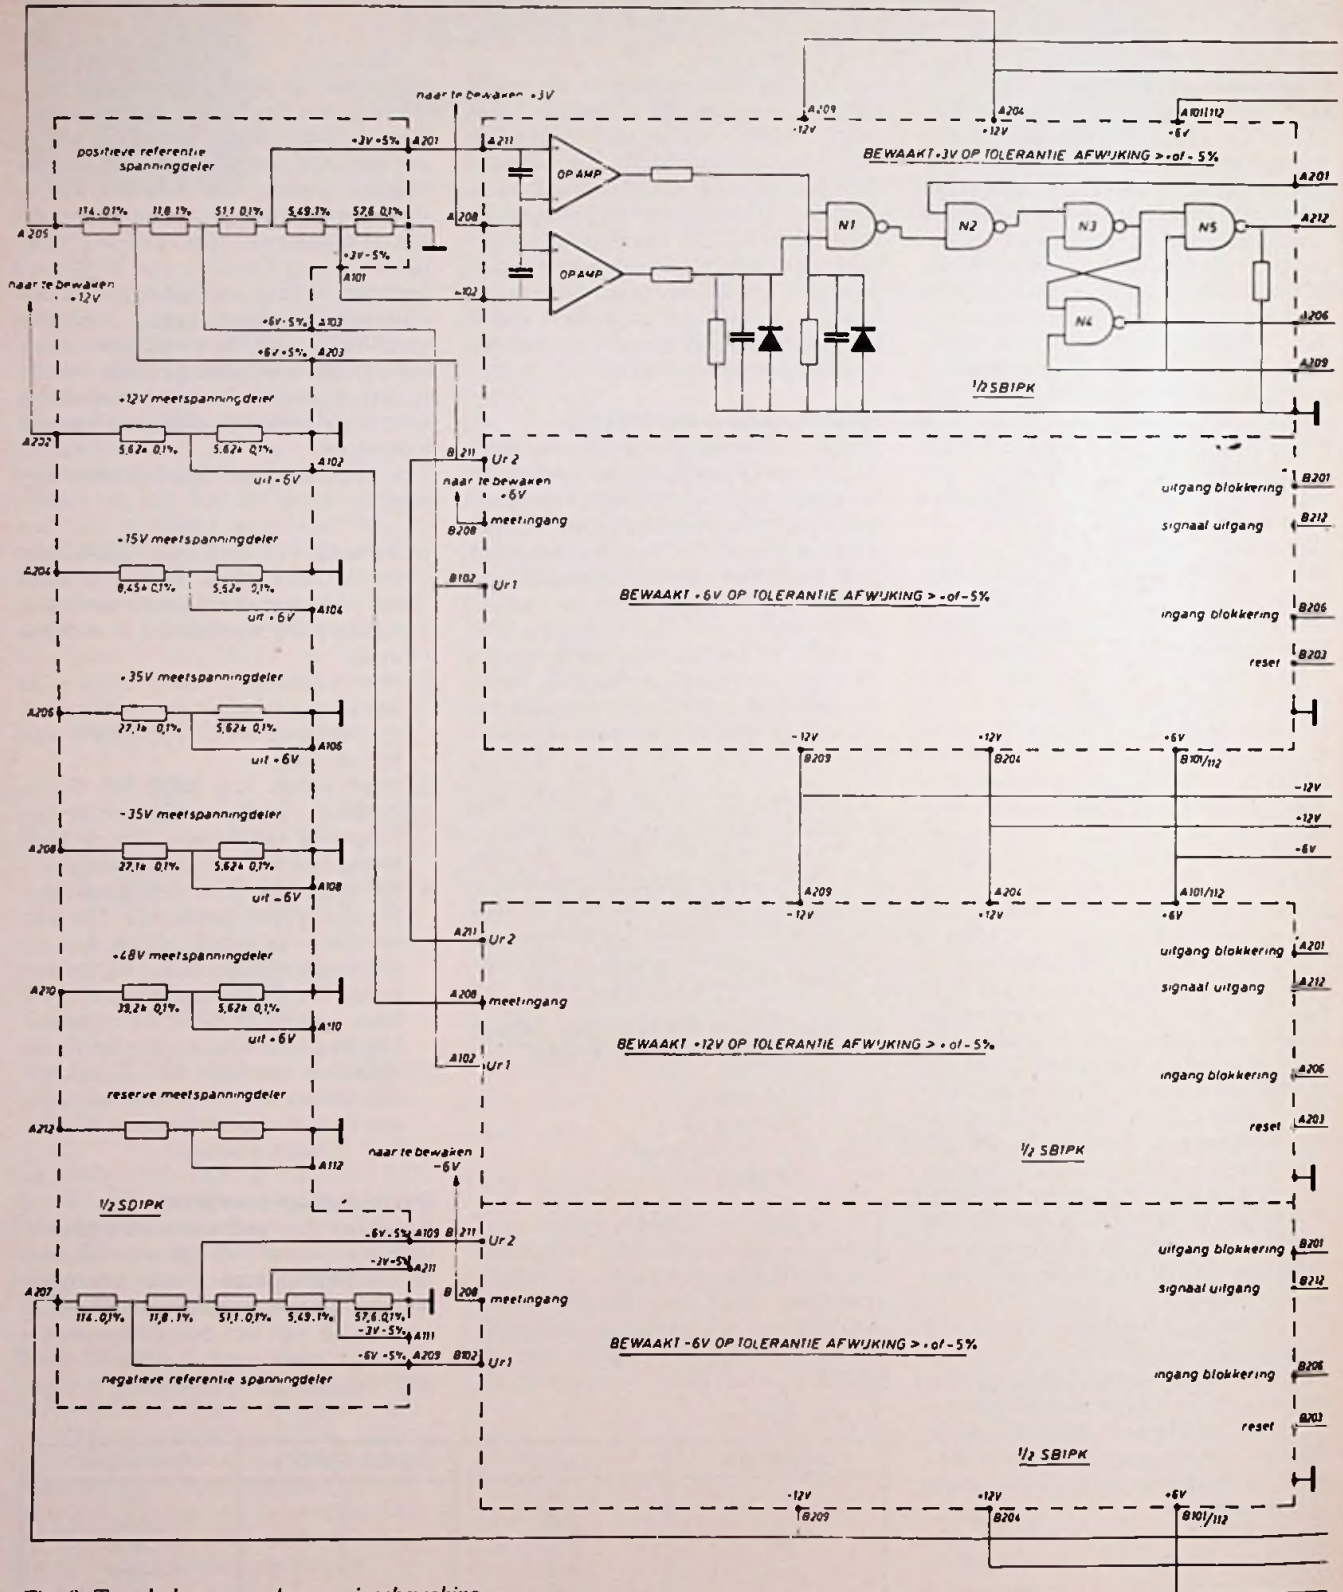 naar te bewaken +3V
A209
-12V
A204
+12V
A101/112
+6V
positieve referentie
spanningdeler
+3V+5%
A201
A211
OP AMP
BEWAAKT +3V OP TOLERANTIE AFWIJKING > + of - 5%
A201
114. 0,1%
11,8 1%
51,1 0,1%
5,49.1%
57,6 0,1%
A205
A208
N1
N2
N3
N5
A212
+3V-5%
A101
OP AMP
naar te bewaken
+12V
102
+6V-5%
A103
N4
A206
+6V+5%
A203
A209
1/2 SB1PK
+12V meetspanningdeler
A202
5,62k 0,1%
5,62k 0,1%
A102
uit +6V
B 211
Ur 2
naar te bewaken
+6V
uitgang blokkering
B201
B208
meetingang
signaal uitgang
B212
-15V meetspanningdeler
A204
8,45k 0,1%
5,62k 0,1%
A104
B102
Ur1
BEWAAKT +6V OP TOLERANTIE AFWIJKING > + of - 5%
ingang blokkering
B206
reset
B203
+35V meetspanningdeler
A206
27,1k 0,1%
5,62k 0,1%
A106
uit +6V
-12V
B209
+12V
B204
+6V
B101/112
-12V
+12V
-6V
-35V meetspanningdeler
A208
27,1k 0,1%
5,62k 0,1%
A108
uit -6V
A209
-12V
A204
+12V
A101/112
+6V
A211
Ur 2
uitgang blokkering
A201
+48V meetspanningdeler
A210
39,2k 0,1%
5,62k 0,1%
A110
uit +6V
A208
meetingang
signaal uitgang
A212
BEWAAKT +12V OP TOLERANTIE AFWIJKING > + of - 5%
A102
Ur1
ingang blokkering
A206
reserve meetspanningdeler
A212
A112
reset
A203
naar te bewaken
-6V
1/2 SB1PK
1/2 SD1PK
-6V-5%
A109
B 211
Ur 2
uitgang blokkering
B201
-3V-5%
A211
A207
114. 0,1%
11,8.1%
51,1. 0,1%
5,49.1%
57,6. 0,1%
B 208
meetingang
signaal uitgang
B212
-3V-5%
A111
-6V+5%
A209
B102
Ur1
BEWAAKT -6V OP TOLERANTIE AFWIJKING > + of - 5%
negatieve referentie spanningdeler
ingang blokkering
B206
reset
B203
1/2 SB1PK
-12V
B209
+12V
B204
+6V
B101/112